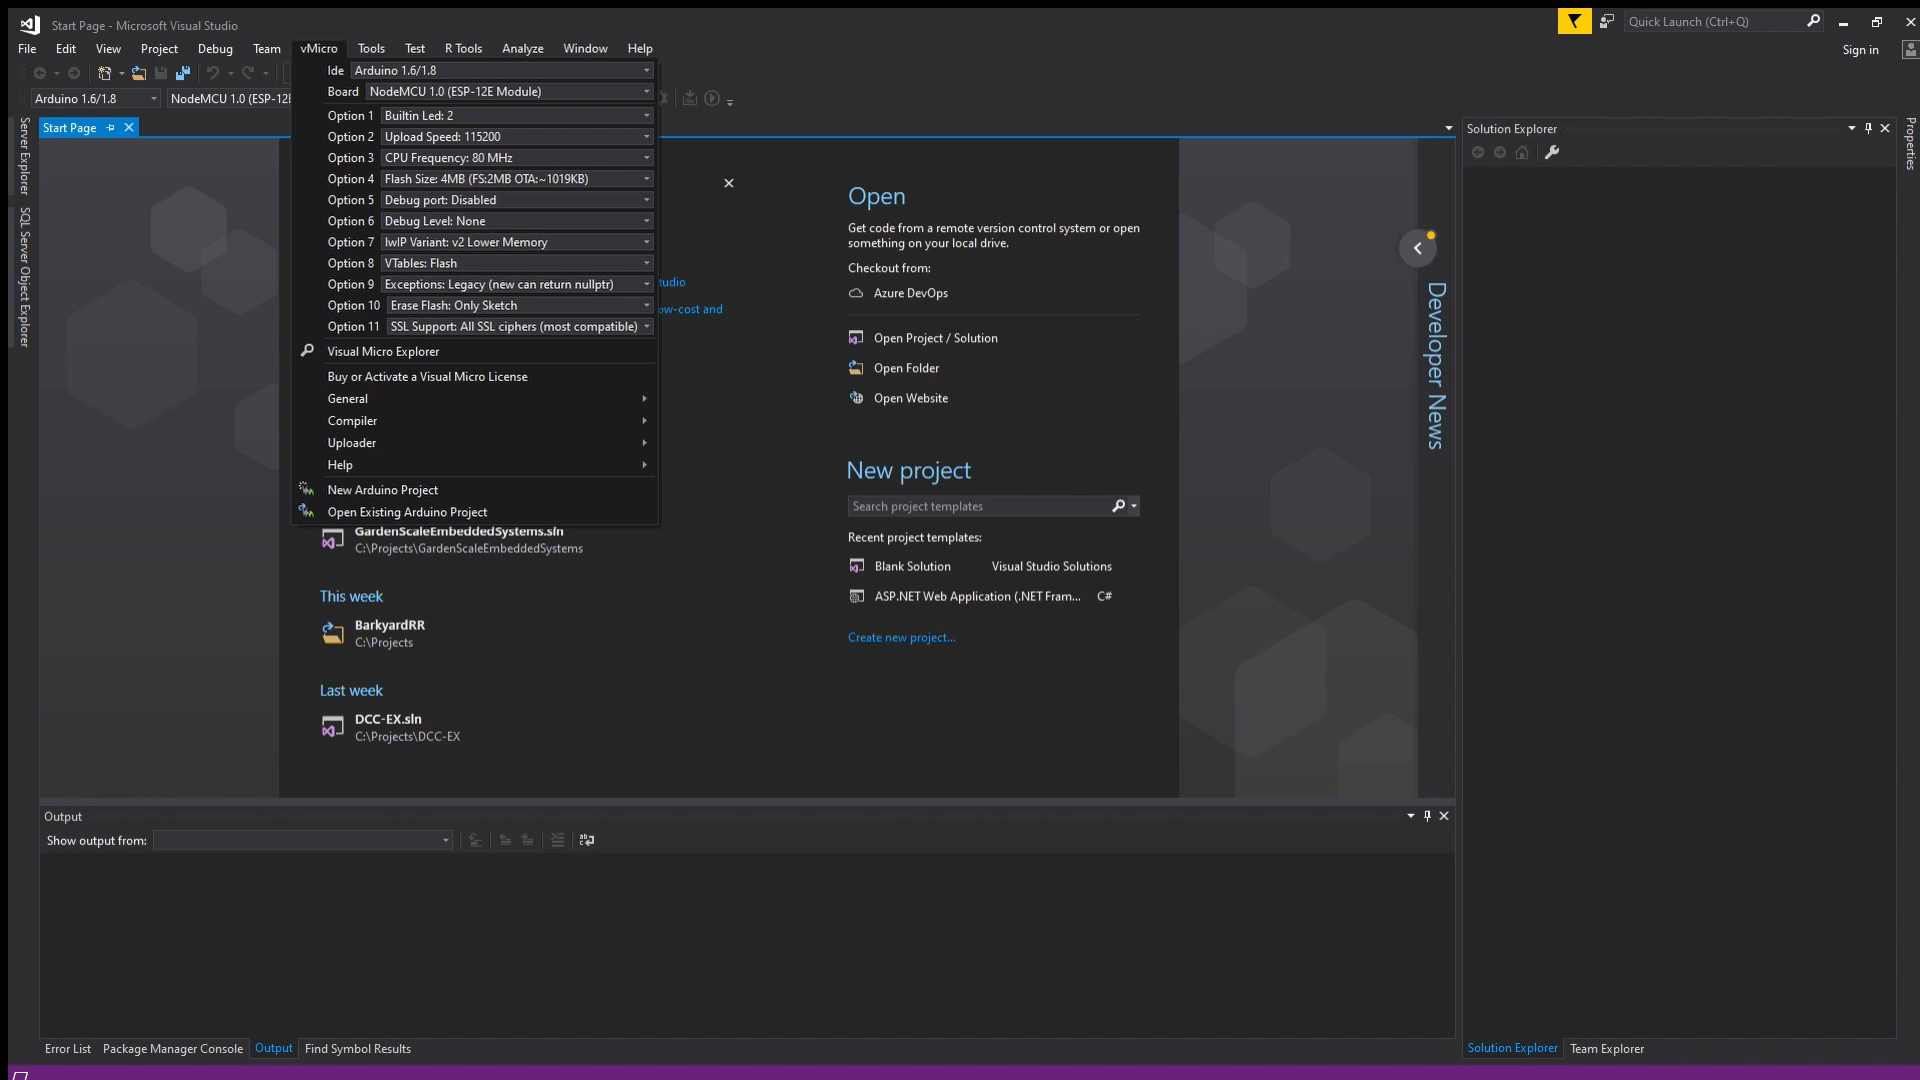 Start Page - Microsoft Visual Studio
Quick Launch (Ctrl+Q)
File Edit View Project Debug Team vMicro Tools Test R Tools Analyze Window Help
Sign in
Ide Arduino 1.6/1.8
Board NodeMCU 1.0 (ESP-12E Module)
Arduino 1.6/1.8 NodeMCU 1.0 (ESP-12E
Option 1 Builtin Led: 2
Option 2 Upload Speed: 115200
Option 3 CPU Frequency: 80 MHz
Option 4 Flash Size: 4MB (FS:2MB OTA:~1019KB)
Option 5 Debug port: Disabled
Option 6 Debug Level: None
Option 7 lwIP Variant: v2 Lower Memory
Option 8 VTables: Flash
Option 9 Exceptions: Legacy (new can return nullptr)
Option 10 Erase Flash: Only Sketch
Option 11 SSL Support: All SSL ciphers (most compatible)
Visual Micro Explorer
Buy or Activate a Visual Micro License
General
Compiler
Uploader
Help
New Arduino Project
Open Existing Arduino Project
Start Page
Server Explorer
SQL Server Object Explorer
tudio
ow-cost and
GardenScaleEmbeddedSystems.sln
C:\Projects\GardenScaleEmbeddedSystems
This week
BarkyardRR
C:\Projects
Last week
DCC-EX.sln
C:\Projects\DCC-EX
Open
Get code from a remote version control system or open
something on your local drive.
Checkout from:
Azure DevOps
Open Project / Solution
Open Folder
Open Website
New project
Search project templates
Recent project templates:
Blank Solution Visual Studio Solutions
ASP.NET Web Application (.NET Fram... C#
Create new project...
Developer News
Solution Explorer
Properties
Output
Show output from:
Error List Package Manager Console Output Find Symbol Results
Solution Explorer Team Explorer